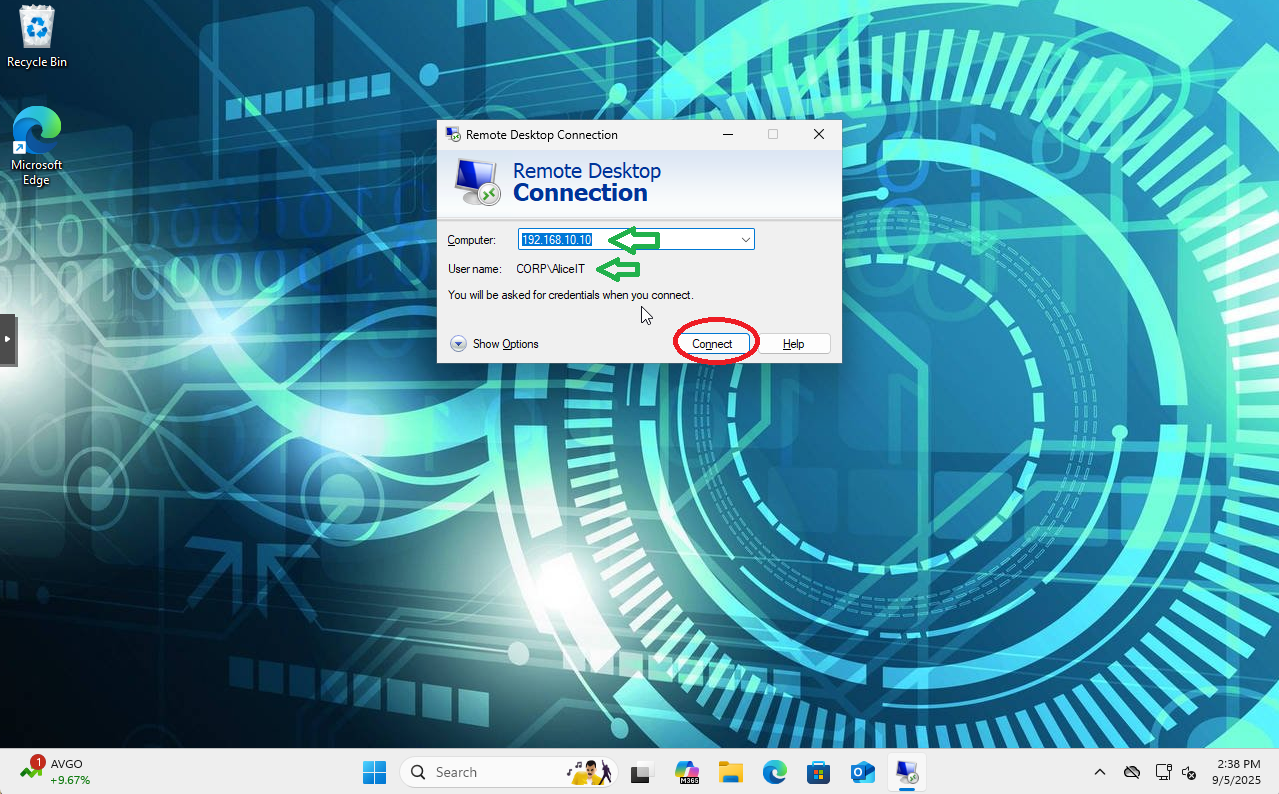 Recycle Bin
Microsoft
Edge
Remote Desktop Connection
Remote Desktop
Connection
Computer: 192.168.10.10
User name: CORP\AliceIT
You will be asked for credentials when you connect.
Show Options
Connect
Help
1
AVGO
+9.67%
Search
M365
2:38 PM
9/5/2025